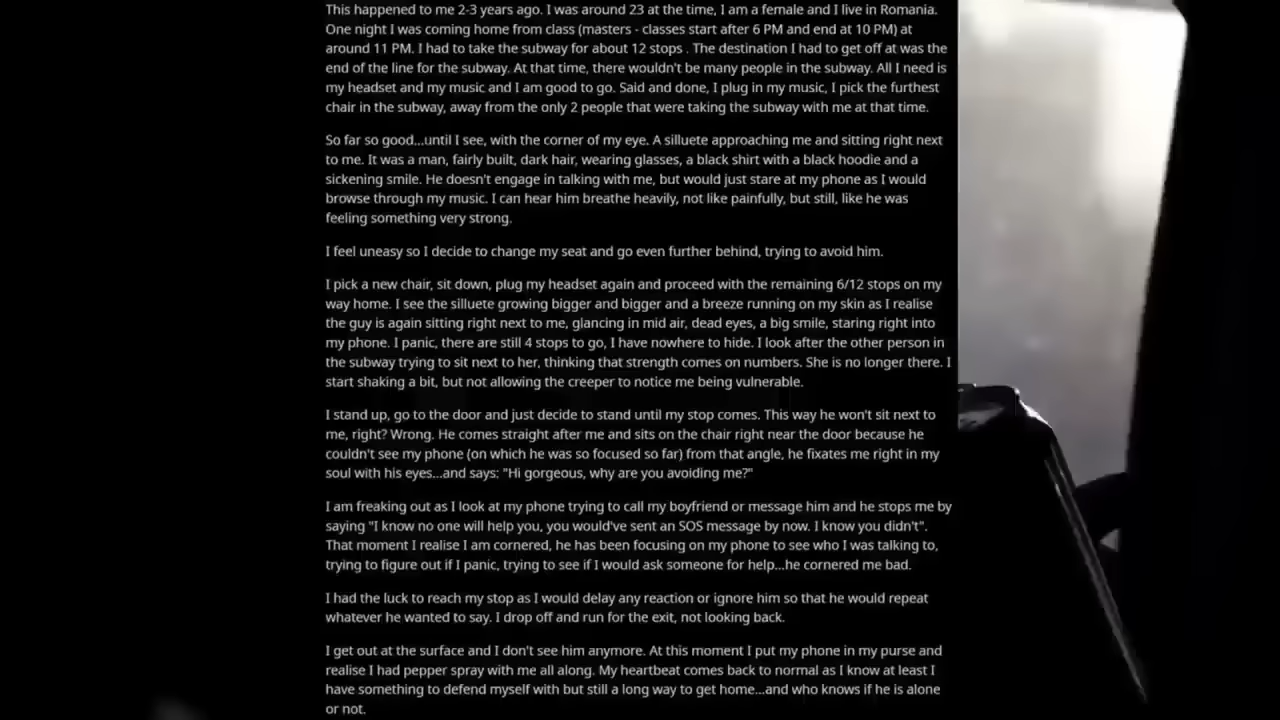 This happened to me 2-3 years ago. I was around 23 at the time, I am a female and I live in Romania.
One night I was coming home from class (masters - classes start after 6 PM and end at 10 PM) at
around 11 PM. I had to take the subway for about 12 stops . The destination I had to get off at was the
end of the line for the subway. At that time, there wouldn't be many people in the subway. All I need is
my headset and my music and I am good to go. Said and done, I plug in my music, I pick the furthest
chair in the subway, away from the only 2 people that were taking the subway with me at that time.
So far so good...until I see, with the corner of my eye. A silluete approaching me and sitting right next
to me. It was a man, fairly built, dark hair, wearing glasses, a black shirt with a black hoodie and a
sickening smile. He doesn't engage in talking with me, but would just stare at my phone as I would
browse through my music. I can hear him breathe heavily, not like painfully, but still, like he was
feeling something very strong.
I feel uneasy so I decide to change my seat and go even further behind, trying to avoid him.
I pick a new chair, sit down, plug my headset again and proceed with the remaining 6/12 stops on my
way home. I see the silluete growing bigger and bigger and a breeze running on my skin as I realise
the guy is again sitting right next to me, glancing in mid air, dead eyes, a big smile, staring right into
my phone. I panic, there are still 4 stops to go, I have nowhere to hide. I look after the other person in
the subway trying to sit next to her, thinking that strength comes on numbers. She is no longer there. I
start shaking a bit, but not allowing the creeper to notice me being vulnerable.
I stand up, go to the door and just decide to stand until my stop comes. This way he won't sit next to
me, right? Wrong. He comes straight after me and sits on the chair right near the door because he
couldn't see my phone (on which he was so focused so far) from that angle, he fixates me right in my
soul with his eyes...and says: "Hi gorgeous, why are you avoiding me?"
I am freaking out as I look at my phone trying to call my boyfriend or message him and he stops me by
saying "I know no one will help you, you would've sent an SOS message by now. I know you didn't".
That moment I realise I am cornered, he has been focusing on my phone to see who I was talking to,
trying to figure out if I panic, trying to see if I would ask someone for help...he cornered me bad.
I had the luck to reach my stop as I would delay any reaction or ignore him so that he would repeat
whatever he wanted to say. I drop off and run for the exit, not looking back.
I get out at the surface and I don't see him anymore. At this moment I put my phone in my purse and
realise I had pepper spray with me all along. My heartbeat comes back to normal as I know at least I
have something to defend myself with but still a long way to get home...and who knows if he is alone
or not.